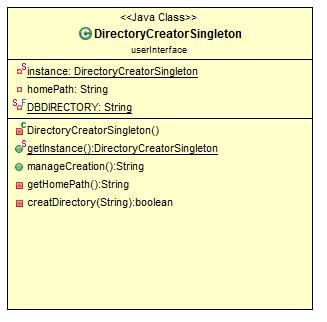 <<Java Class>>
DirectoryCreatorSingleton
userInterface
instance: DirectoryCreatorSingleton
homePath: String
DBDIRECTORY: String
DirectoryCreatorSingleton()
getInstance():DirectoryCreatorSingleton
manageCreation():String
getHomePath():String
creatDirectory(String):boolean